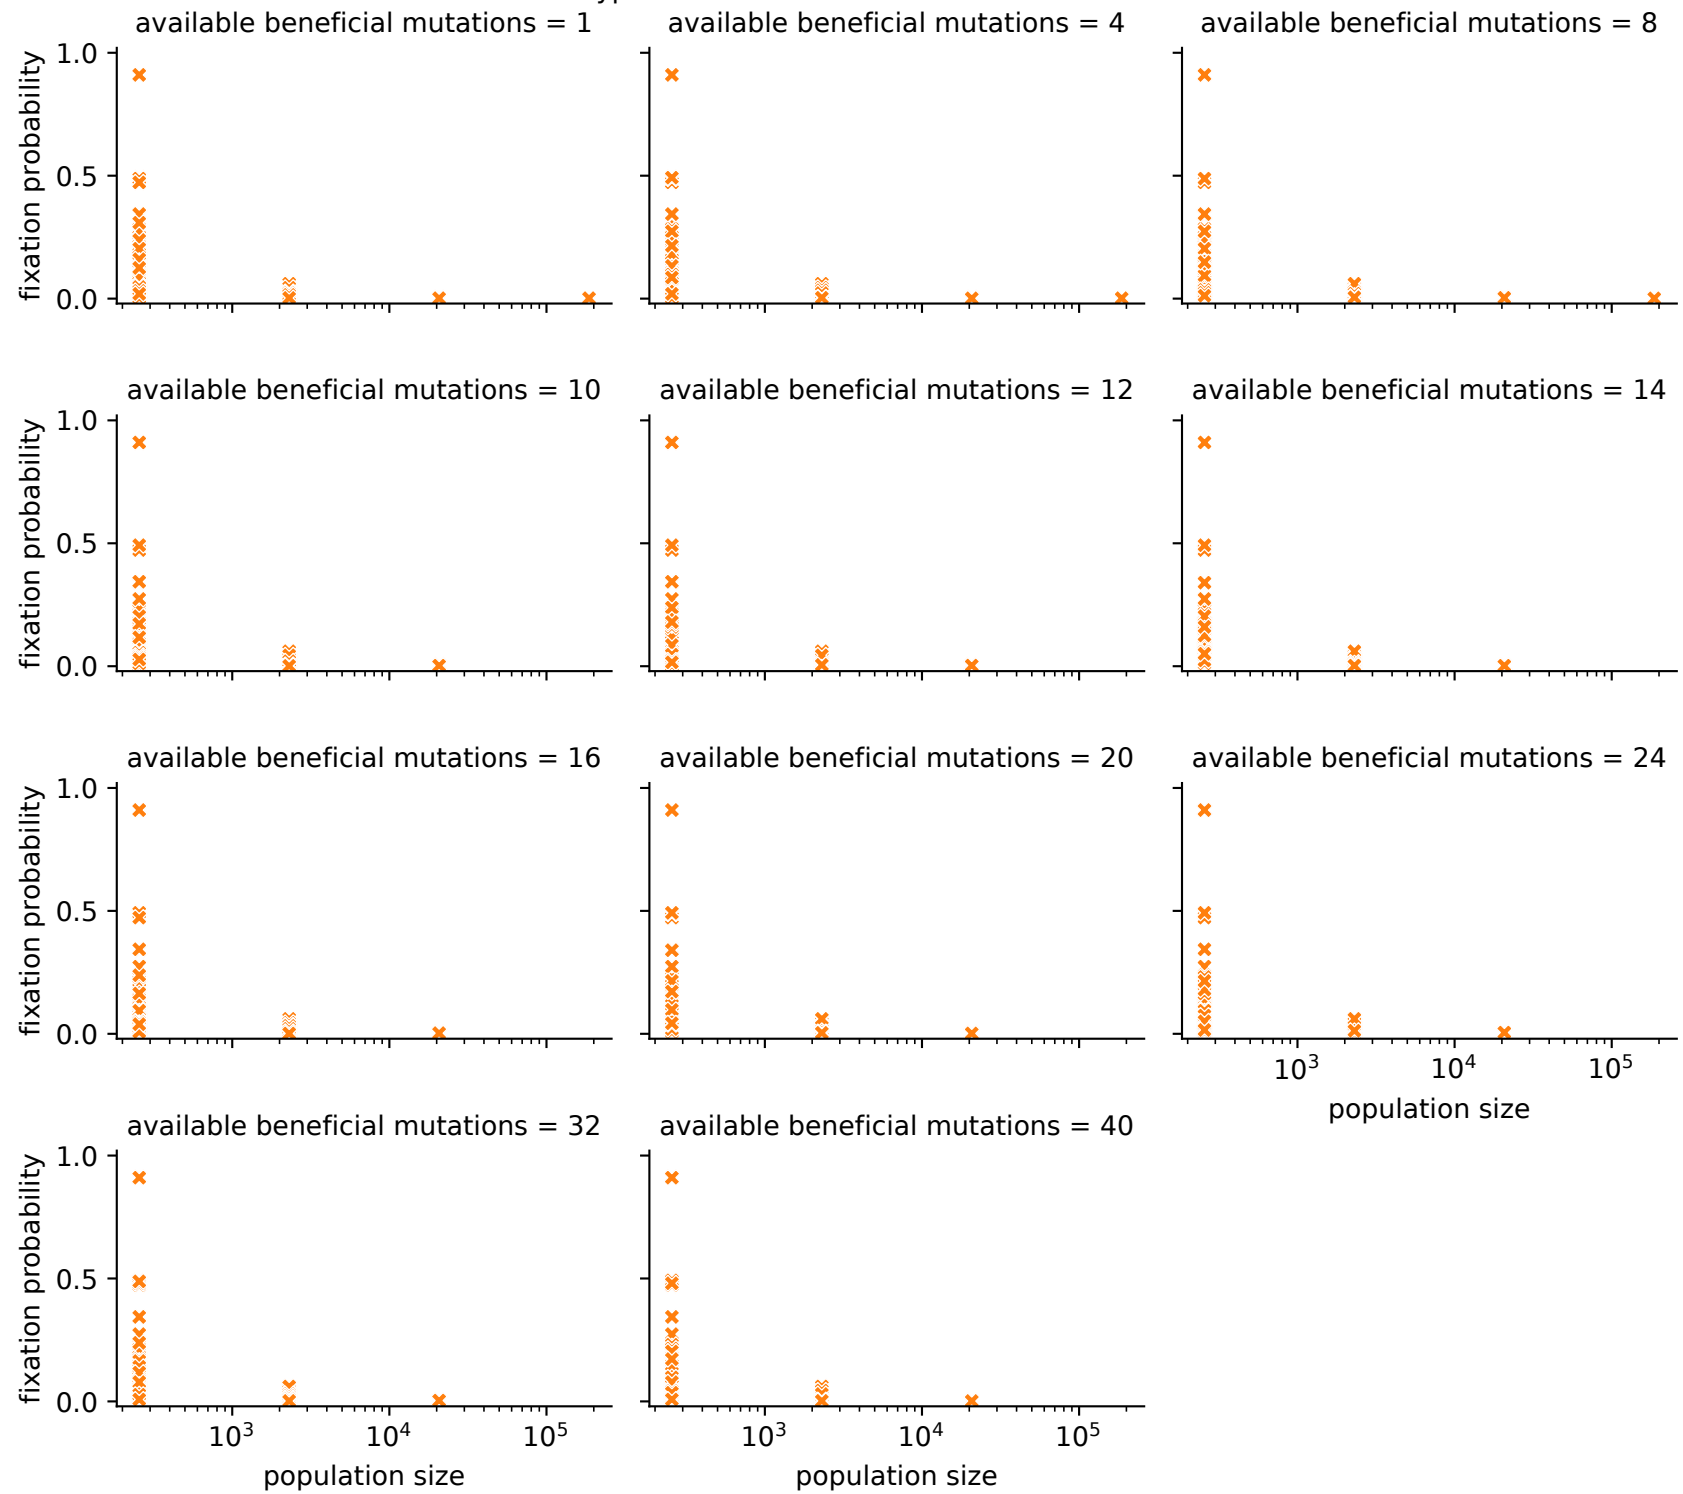 available beneficial mutations = 1
available beneficial mutations = 4
available beneficial mutations = 8
fixation probability
1.0
0.5
0.0
available beneficial mutations = 10
available beneficial mutations = 12
available beneficial mutations = 14
fixation probability
1.0
0.5
0.0
available beneficial mutations = 16
available beneficial mutations = 20
available beneficial mutations = 24
fixation probability
1.0
0.5
0.0
10³ 10⁴ 10⁵
population size
available beneficial mutations = 32
available beneficial mutations = 40
fixation probability
1.0
0.5
0.0
10³ 10⁴ 10⁵
10³ 10⁴ 10⁵
population size
population size